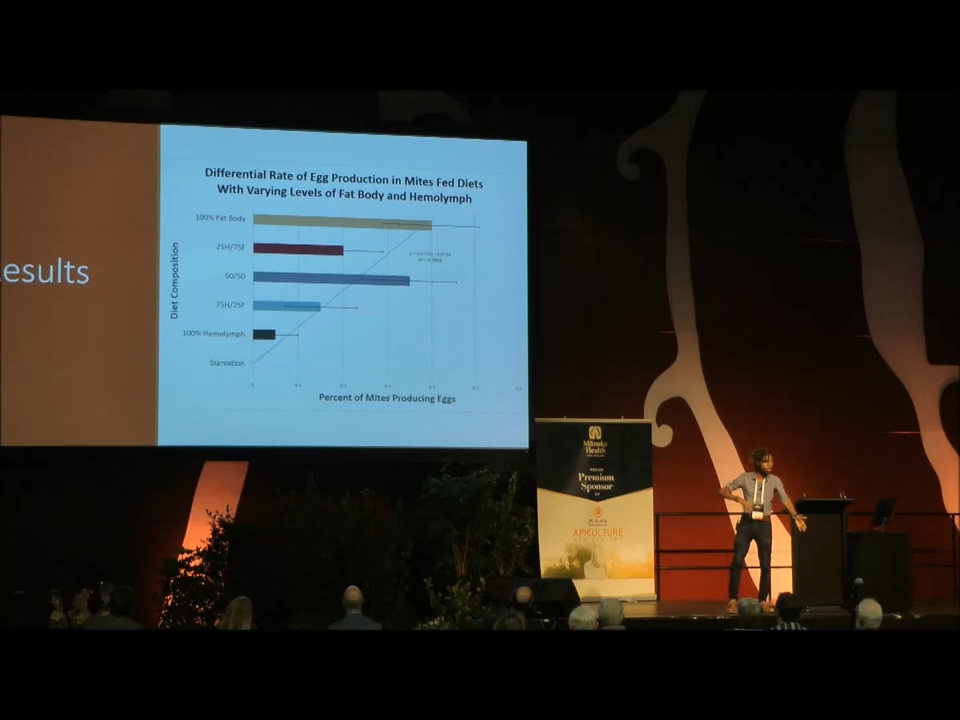 esults
Differential Rate of Egg Production in Mites Fed Diets
With Varying Levels of Fat Body and Hemolymph
Diet Composition
100% Fat Body
25H/75F
50/50
75H/25F
100% Hemolymph
Starvation
Percent of Mites Producing Eggs
Mānuka
Health
Premium
Sponsor
APICULTURE